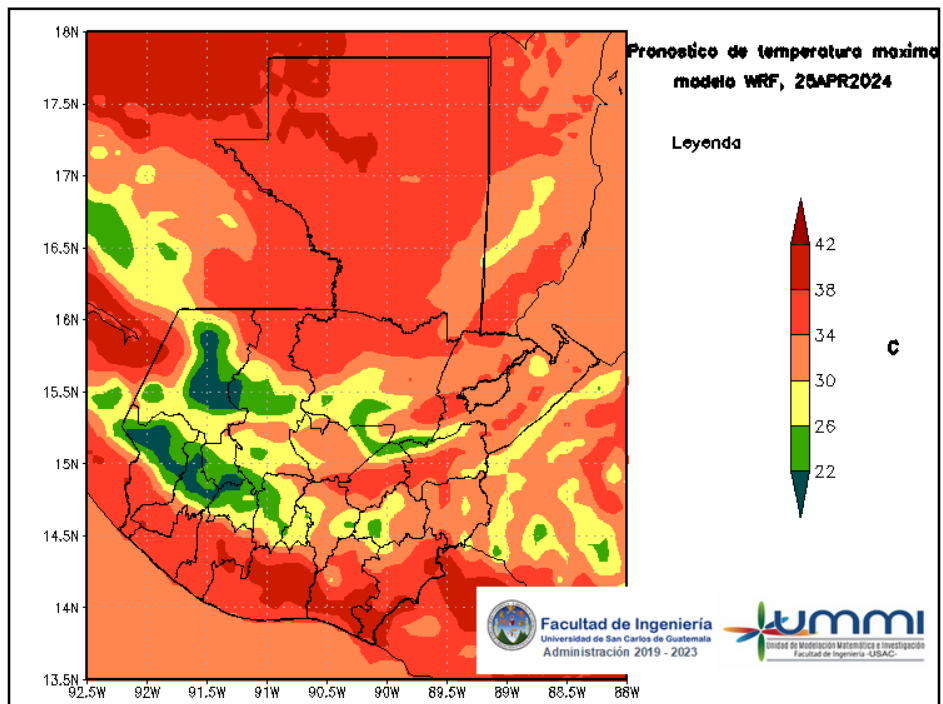 Pronostico de temperatura maxima
modelo WRF, 25APR2024
Leyenda
18N
17.5N
17N
16.5N
16N
15.5N
15N
14.5N
14N
13.5N
92.5W
92W
91.5W
91W
90.5W
90W
89.5W
89W
88.5W
88W
42
38
34
30
26
22
C
Facultad de Ingeniería
Universidad de San Carlos de Guatemala
Administración 2019 - 2023
UMMI
Unidad de Modelación Matemática e Investigación
Facultad de Ingeniería -USAC-